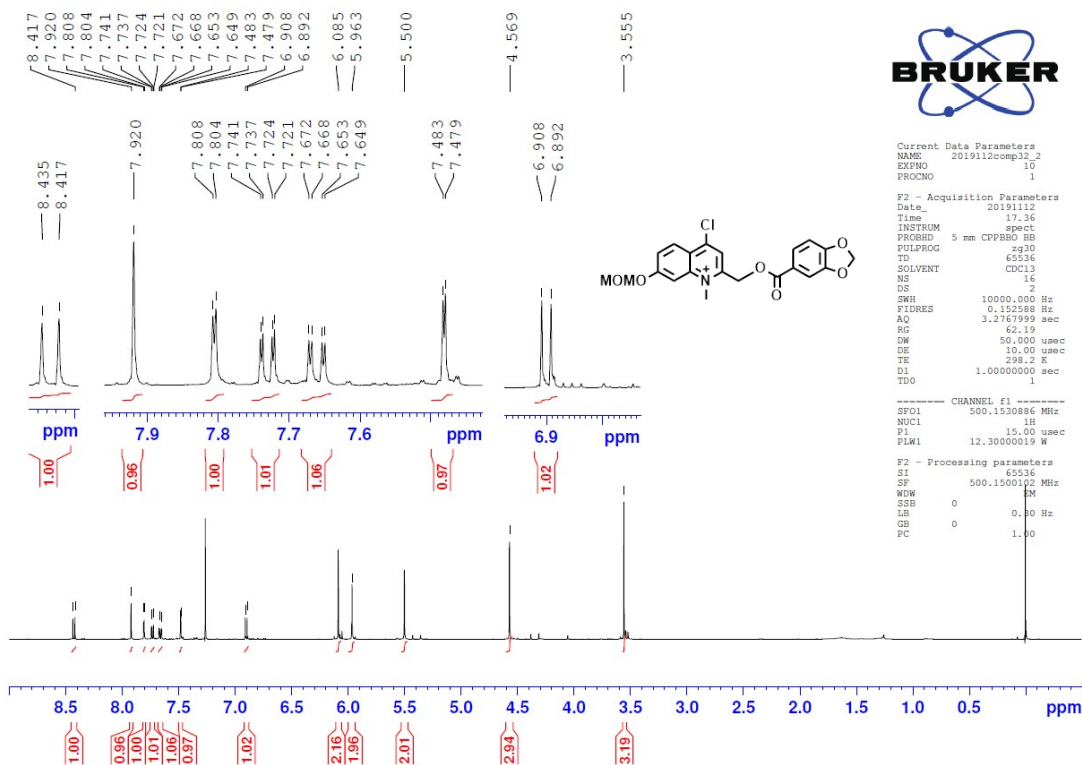 8.417
7.920
7.808
7.804
7.741
7.737
7.724
7.721
7.672
7.668
7.653
7.649
7.483
7.479
6.908
6.892
6.085
5.963
5.500
4.569
3.555
BRUKER
8.435
8.417
7.920
7.808
7.804
7.741
7.737
7.724
7.721
7.672
7.668
7.653
7.649
7.483
7.479
6.908
6.892
Current Data Parameters
NAME 2019112comp32_2
EXPNO 10
PROCNO 1
F2 - Acquisition Parameters
Date_ 20191112
Time 17.36
INSTRUM spect
PROBHD 5 mm CPPBBO BB
PULPROG zg30
TD 65536
SOLVENT CDCl3
NS 16
DS 2
SWH 10000.000 Hz
FIDRES 0.152588 Hz
AQ 3.2767999 sec
RG 62.19
DW 50.000 usec
DE 10.00 usec
TE 298.2 K
D1 1.00000000 sec
TD0 1
======== CHANNEL f1 ========
SFO1 500.1530886 MHz
NUC1 1H
P1 15.00 usec
PLW1 12.30000019 W
F2 - Processing parameters
SI 65536
SF 500.1500102 MHz
WDW EM
SSB 0
LB 0.30 Hz
GB 0
PC 1.00
Cl
MOMO
N+
O
O
O
O
ppm
7.9 7.8 7.7 7.6 ppm
6.9 ppm
1.00
0.96
1.00
1.01
1.06
0.97
1.02
8.5 8.0 7.5 7.0 6.5 6.0 5.5 5.0 4.5 4.0 3.5 3.0 2.5 2.0 1.5 1.0 0.5 ppm
1.00
0.96
1.00
1.01
1.06
0.97
1.02
2.16
1.96
2.01
2.94
3.19